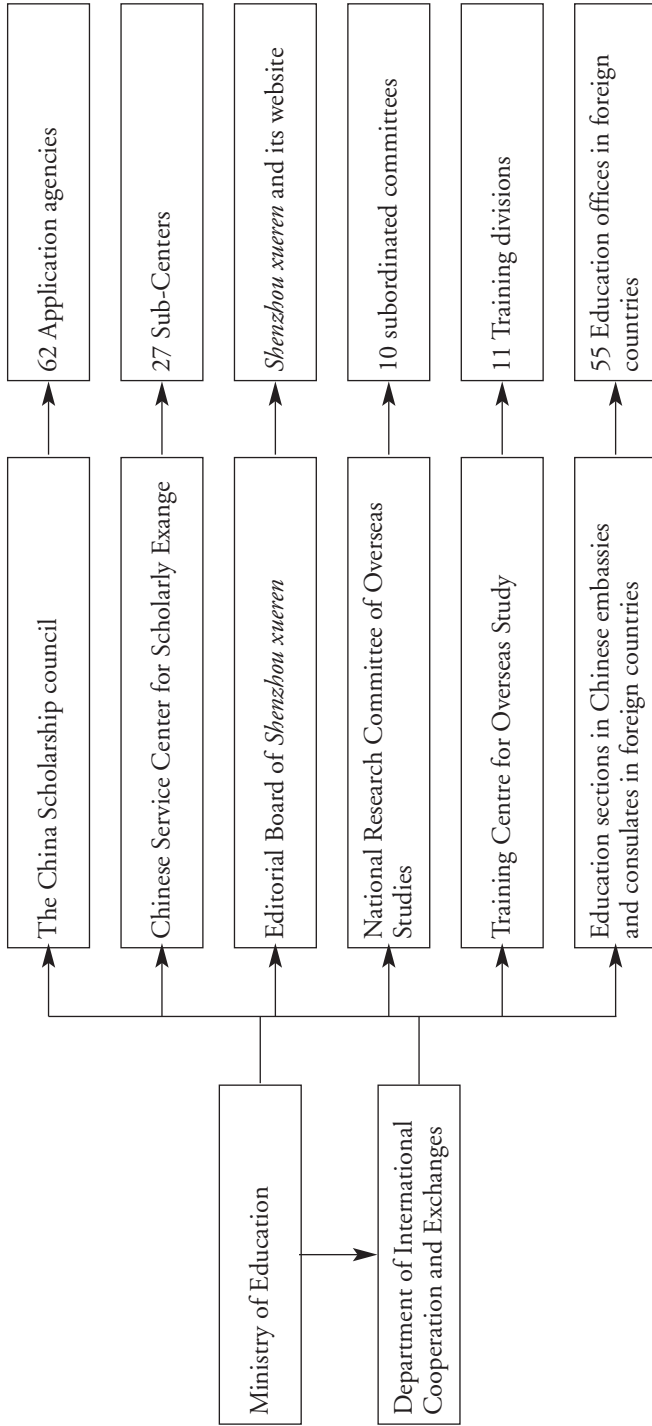 Ministry of Education
Department of International
Cooperation and Exchanges
The China Scholarship council
Chinese Service Center for Scholarly Exange
Editorial Board of Shenzhou xueren
National Research Committee of Overseas
Studies
Training Centre for Overseas Study
Education sections in Chinese embassies
and consulates in foreign countries
62 Application agencies
27 Sub-Centers
Shenzhou xueren and its website
10 subordinated committees
11 Training divisions
55 Education offices in foreign
countries